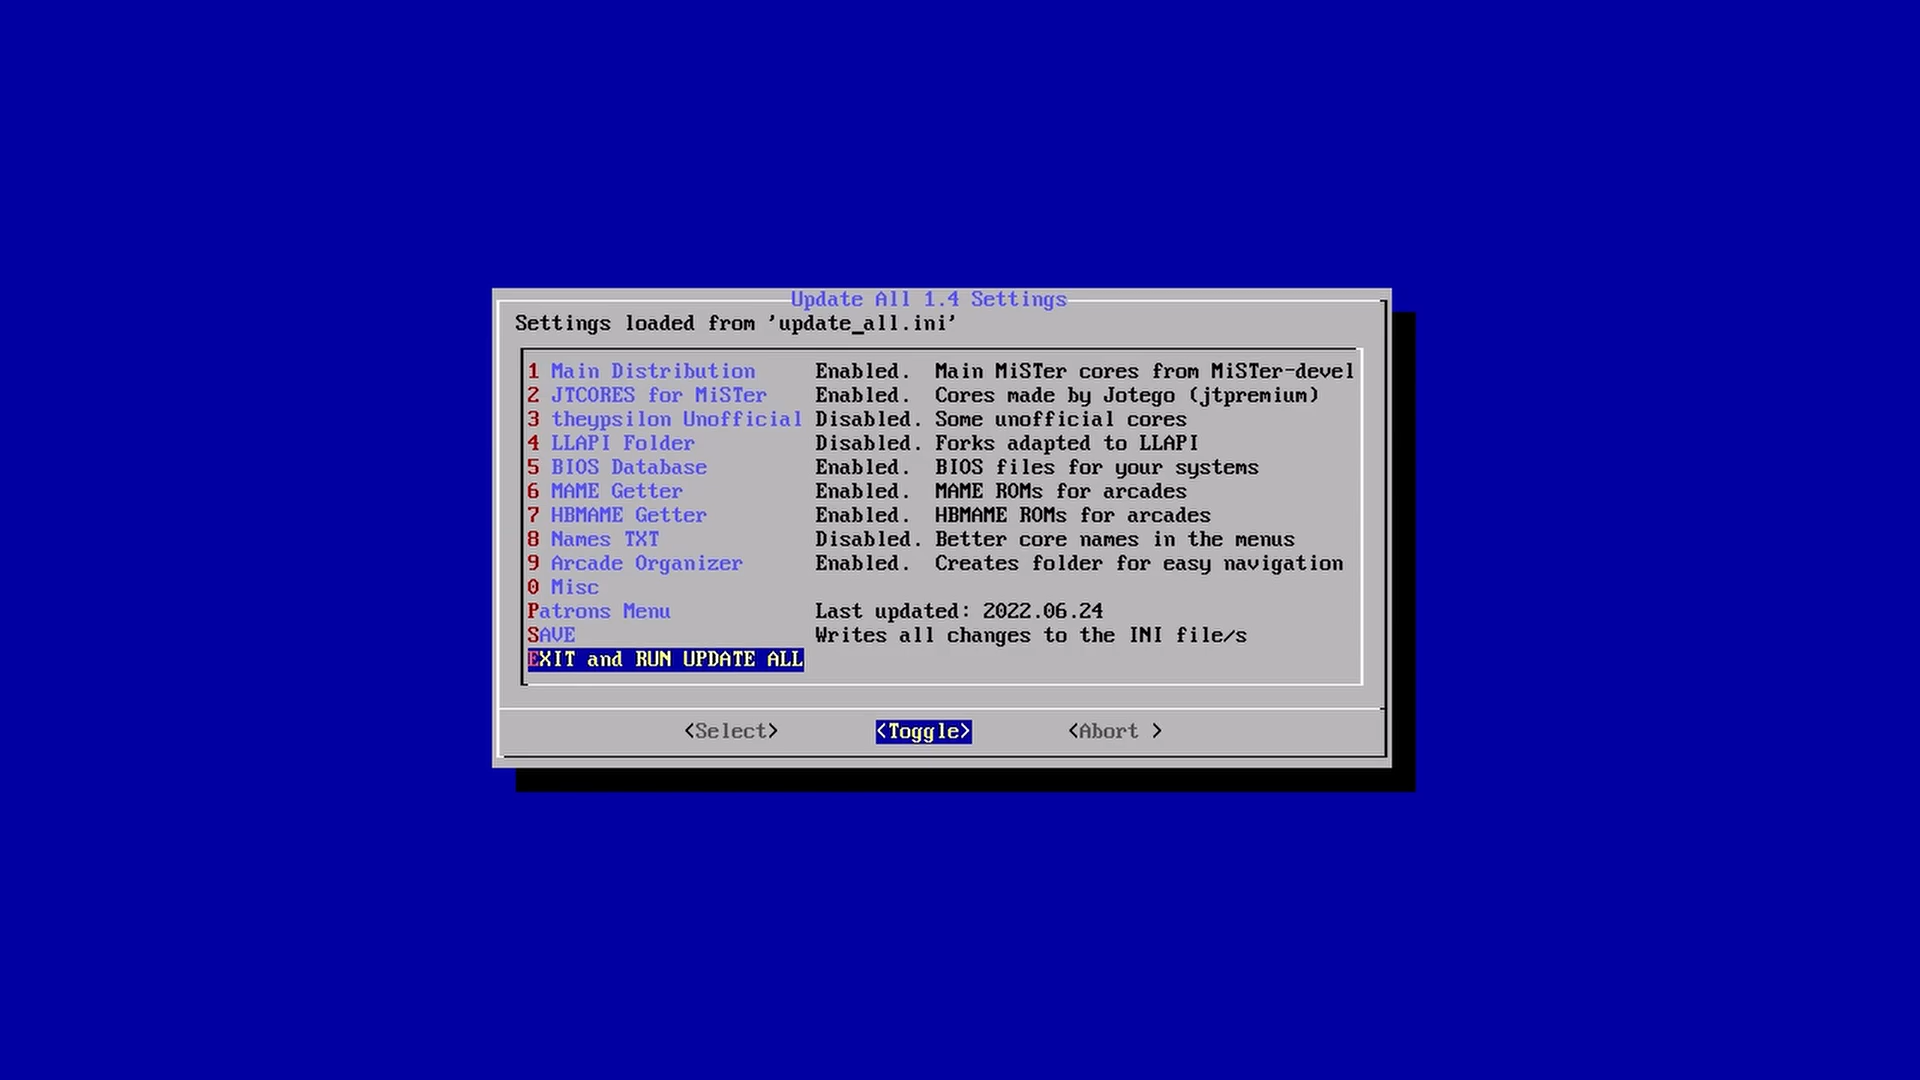 Update All 1.4 Settings
Settings loaded from 'update_all.ini'
1 Main Distribution Enabled. Main MiSTer cores from MiSTer-devel
2 JTCORES for MiSTer Enabled. Cores made by Jotego (jtpremium)
3 theypsilon Unofficial Disabled. Some unofficial cores
4 LLAPI Folder Disabled. Forks adapted to LLAPI
5 BIOS Database Enabled. BIOS files for your systems
6 MAME Getter Enabled. MAME ROMs for arcades
7 HBMAME Getter Enabled. HBMAME ROMs for arcades
8 Names TXT Disabled. Better core names in the menus
9 Arcade Organizer Enabled. Creates folder for easy navigation
0 Misc
Patrons Menu Last updated: 2022.06.24
SAVE Writes all changes to the INI file/s
EXIT and RUN UPDATE ALL
<Select> <Toggle> <Abort >